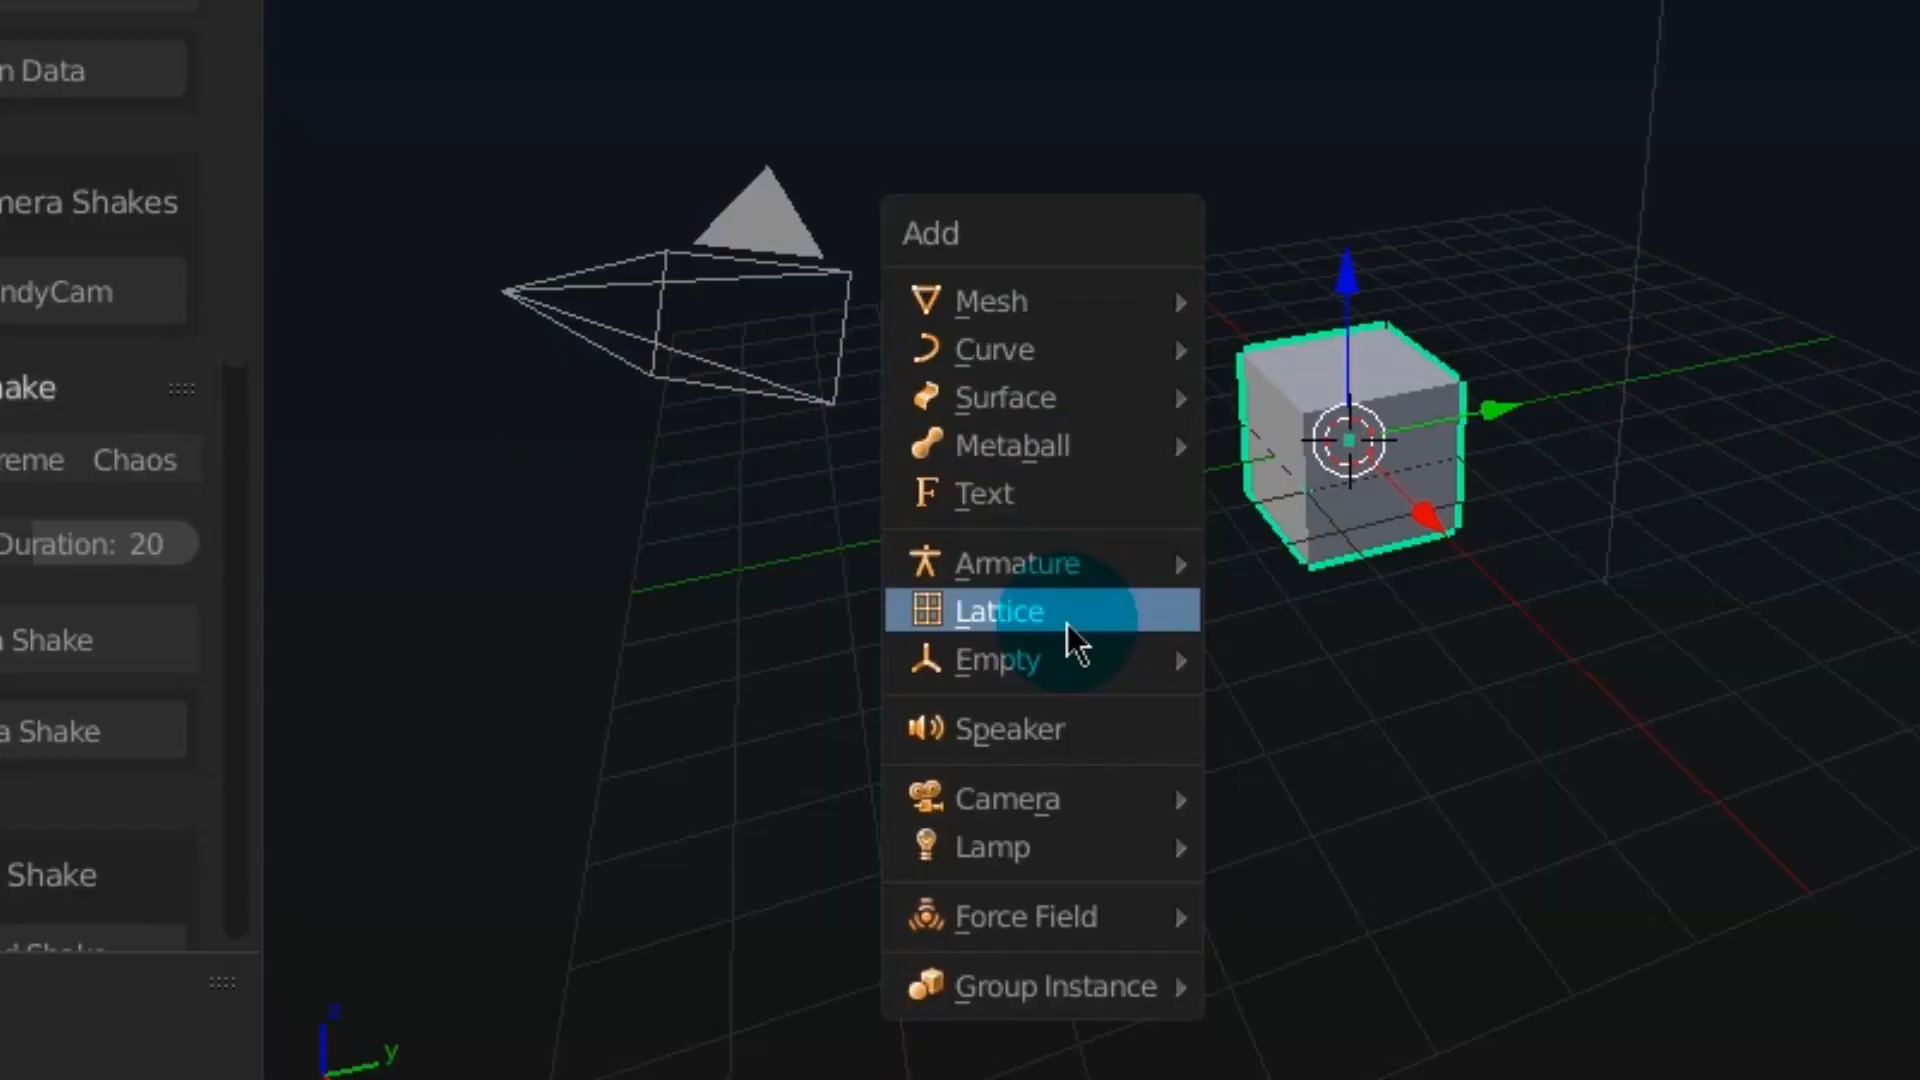 n Data
mera Shakes
ndyCam
ake
reme Chaos
Duration: 20
Shake
a Shake
Shake
Add
Mesh
Curve
Surface
Metaball
F Text
Armature
Lattice
Empty
Speaker
Camera
Lamp
Force Field
Group Instance
z
y